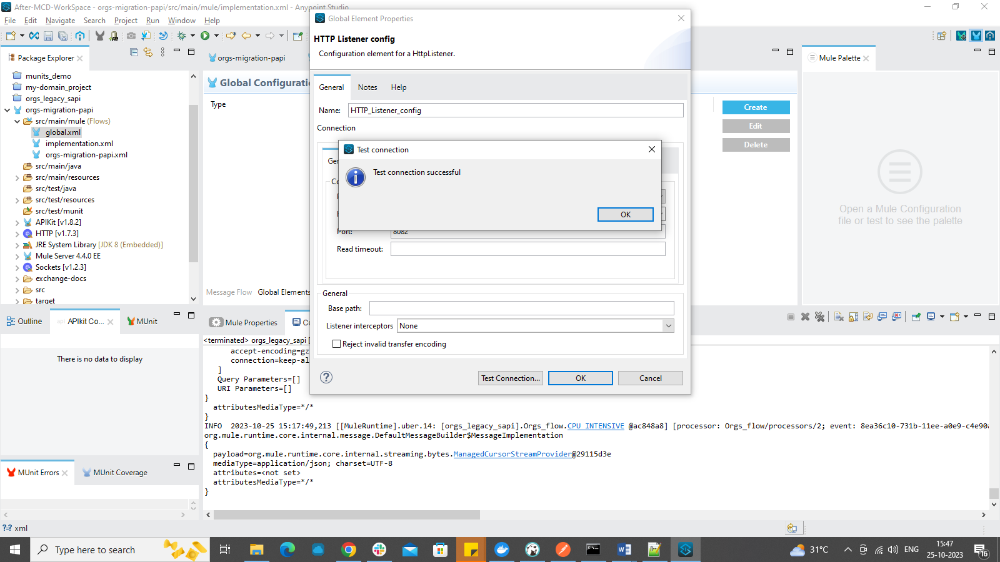 After-MCD-WorkSpace - orgs-migration-papi/src/main/mule/implementation.xml - Anypoint Studio
File Edit Navigate Search Project Run Window Help
Package Explorer
munits_demo
my-domain_project
orgs_legacy_sapi
orgs-migration-papi
src/main/mule (Flows)
global.xml
implementation.xml
orgs-migration-papi.xml
src/main/java
src/main/resources
src/test/java
src/test/resources
src/test/munit
APIKit [v1.8.2]
HTTP [v1.7.3]
JRE System Library [JDK 8 (Embedded)]
Mule Server 4.4.0 EE
Sockets [v1.2.3]
exchange-docs
src
target
orgs-migration-papi
Global Configuratio
Type
Create
Edit
Delete
Message Flow Global Elements
Global Element Properties
HTTP Listener config
Configuration element for a HttpListener.
General Notes Help
Name: HTTP_Listener_config
Connection
Ger
Test connection
Test connection successful
OK
Port: 8082
Read timeout:
General
Base path:
Listener interceptors None
Reject invalid transfer encoding
Test Connection... OK Cancel
Mule Palette
Open a Mule Configuration
file or test to see the palette
Outline APIkit Co... MUnit
There is no data to display
MUnit Errors MUnit Coverage
Mule Properties Co
<terminated> orgs_legacy_sapi [
accept-encoding=gz
connection=keep-al
]
Query Parameters=[]
URI Parameters=[]
}
attributesMediaType=*/*
}
INFO 2023-10-25 15:17:49,213 [[MuleRuntime].uber.14: [orgs_legacy_sapi].Orgs_flow.CPU_INTENSIVE @ac848a8] [processor: Orgs_flow/processors/2; event: 8ea36c10-731b-11ee-a0e9-c4e90a
org.mule.runtime.core.internal.message.DefaultMessageBuilder$MessageImplementation
{
payload=org.mule.runtime.core.internal.streaming.bytes.ManagedCursorStreamProvider@29115d3e
mediaType=application/json; charset=UTF-8
attributes=<not set>
attributesMediaType=*/*
}
xml
Type here to search
31°C
ENG
15:47
25-10-2023
16